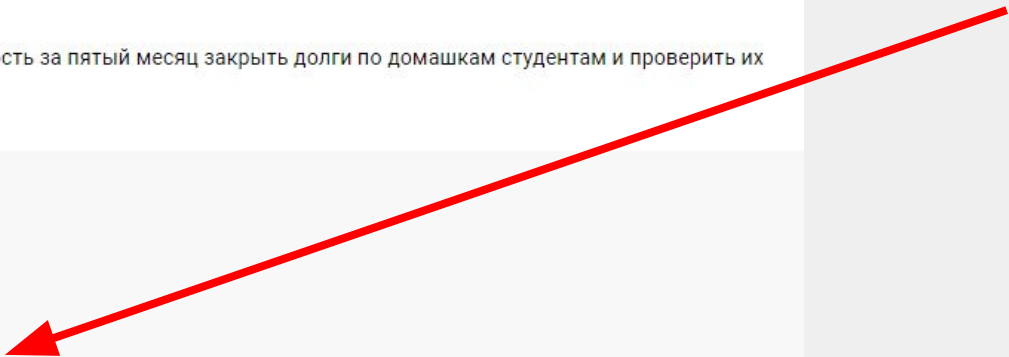 сть за пятый месяц закрыть долги по домашкам студентам и проверить их